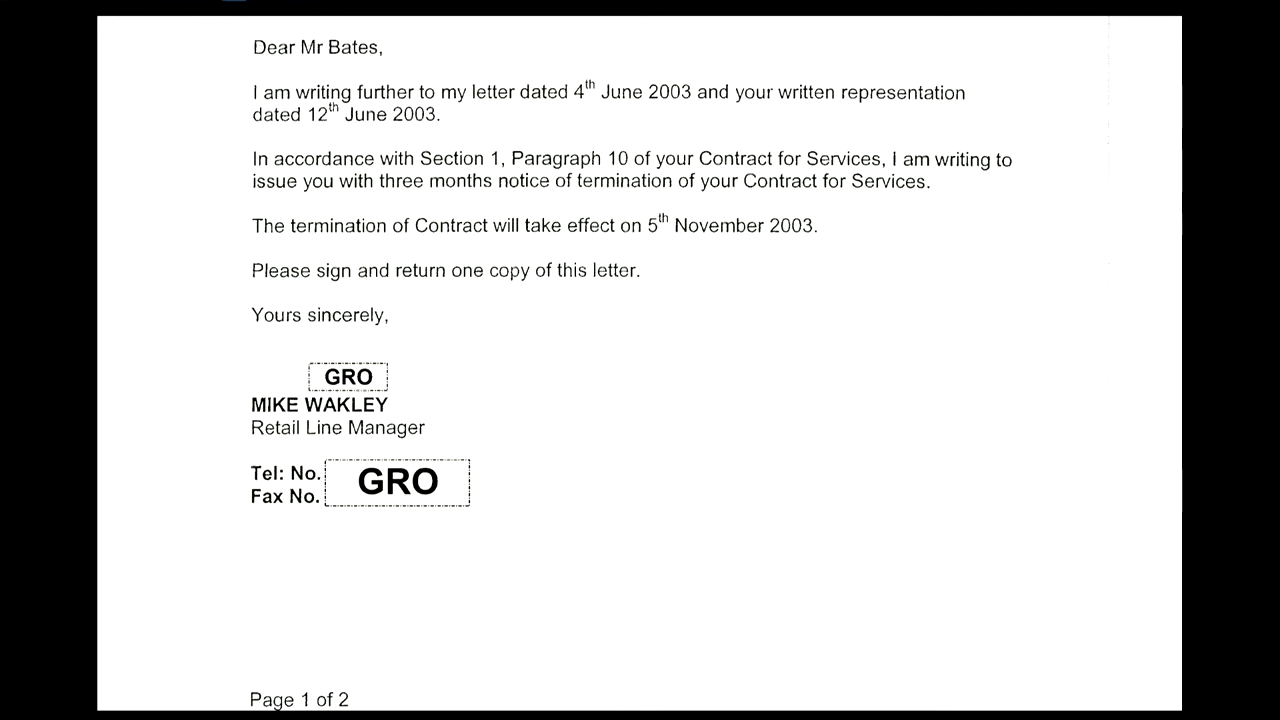 Dear Mr Bates,
I am writing further to my letter dated 4th June 2003 and your written representation
dated 12th June 2003.
In accordance with Section 1, Paragraph 10 of your Contract for Services, I am writing to
issue you with three months notice of termination of your Contract for Services.
The termination of Contract will take effect on 5th November 2003.
Please sign and return one copy of this letter.
Yours sincerely,
GRO
MIKE WAKLEY
Retail Line Manager
Tel: No.
GRO
Fax No.
Page 1 of 2